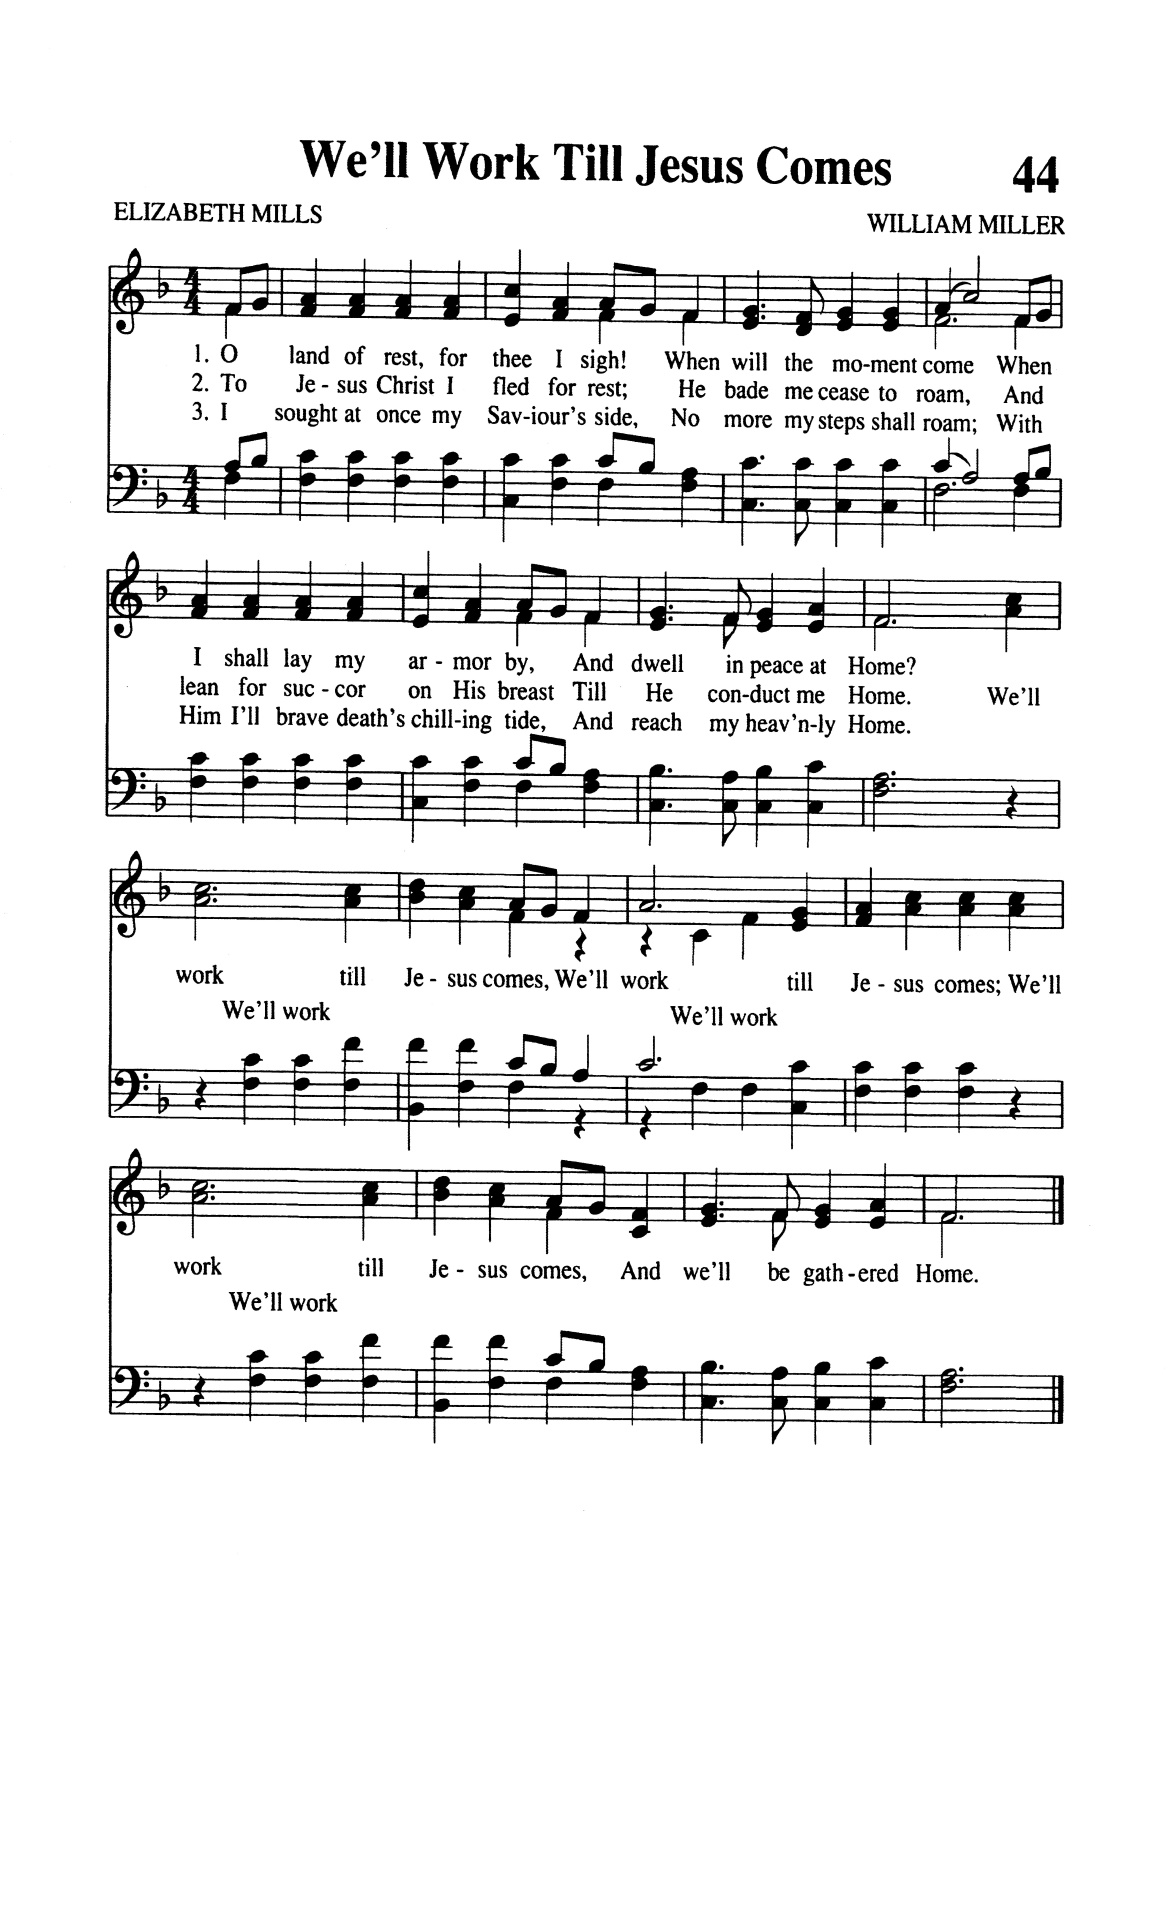 We'll Work Till Jesus Comes 44
ELIZABETH MILLS
WILLIAM MILLER
4 4
1. O land of rest, for thee I sigh! When will the mo-ment come When
2. To Je - sus Christ I fled for rest; He bade me cease to roam, And
3. I sought at once my Sav-iour's side, No more my steps shall roam; With
4 4
I shall lay my ar - mor by, And dwell in peace at Home?
lean for suc - cor on His breast Till He con-duct me Home. We'll
Him I'll brave death's chill-ing tide, And reach my heav'n-ly Home.
work till Je - sus comes, We'll work till Je - sus comes; We'll
We'll work We'll work
work till Je - sus comes, And we'll be gath-ered Home.
We'll work